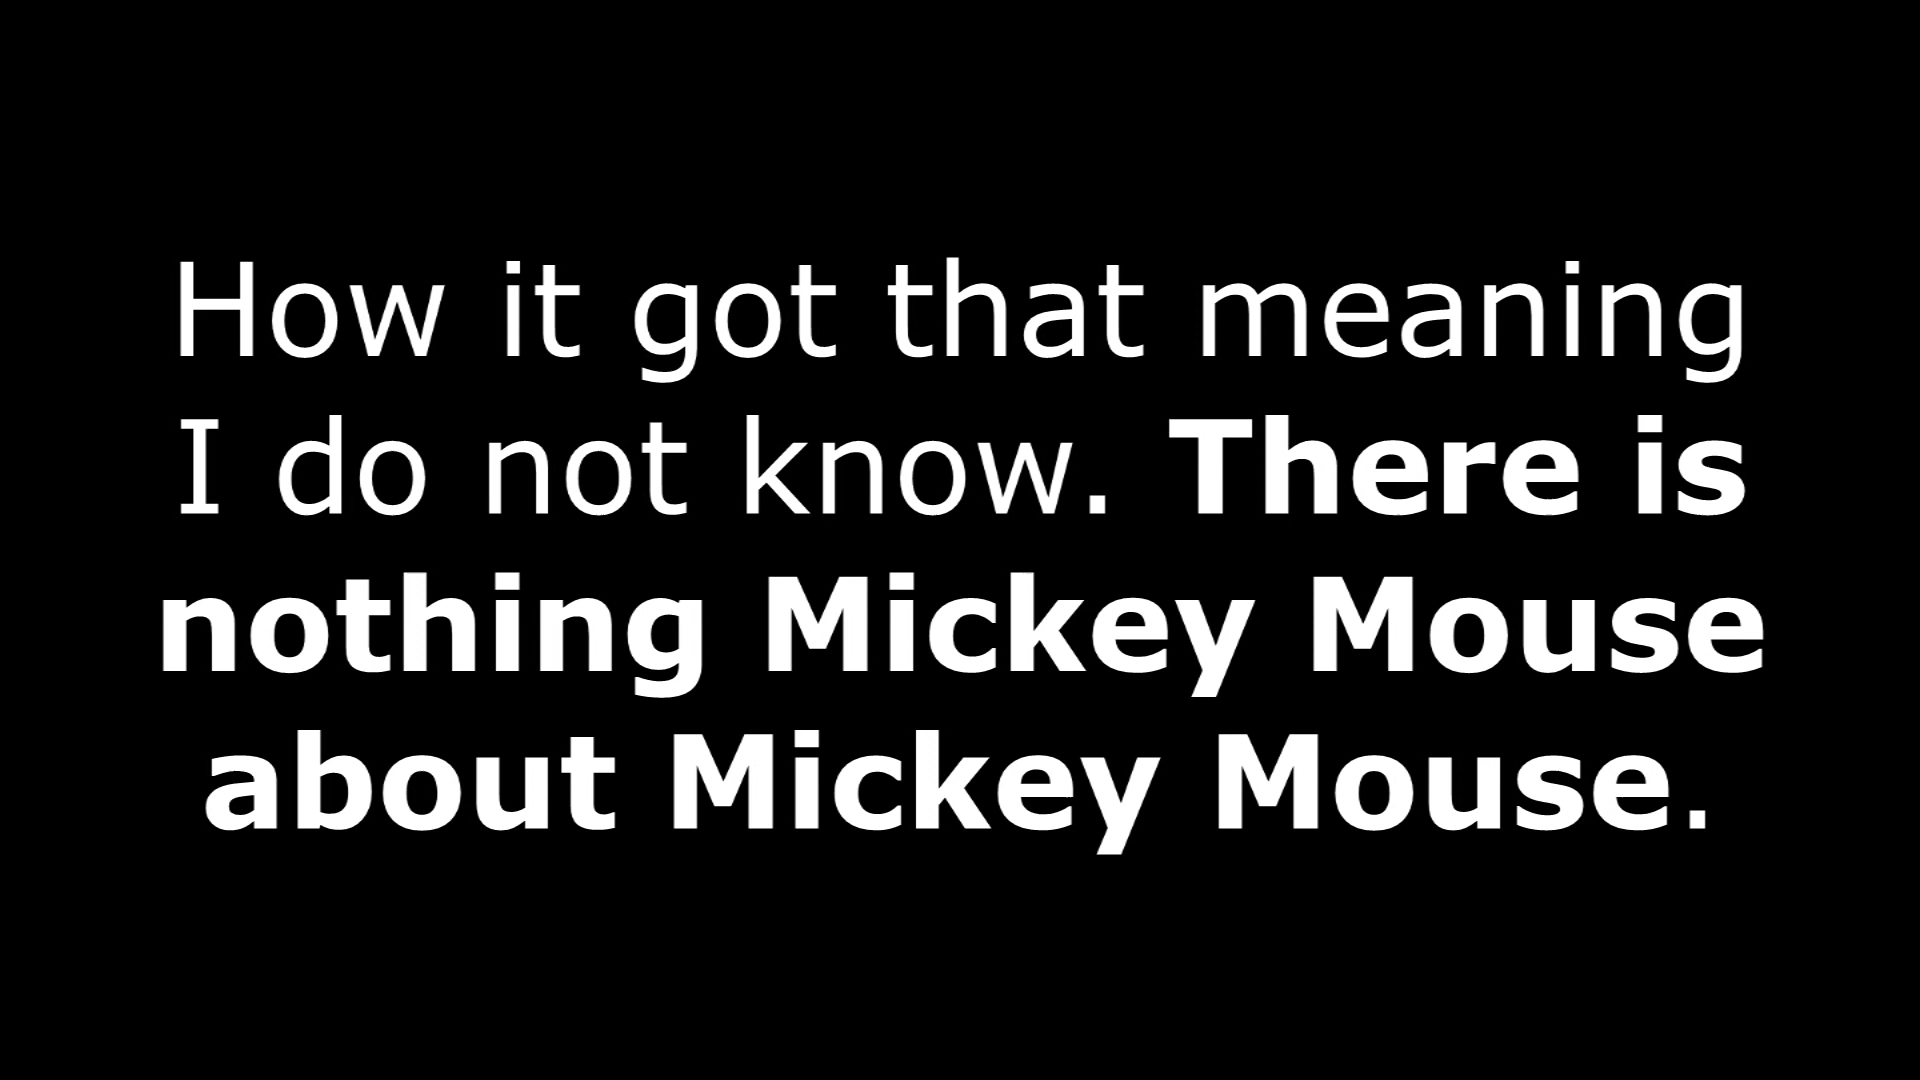 How it got that meaning
I do not know. There is
nothing Mickey Mouse
about Mickey Mouse.